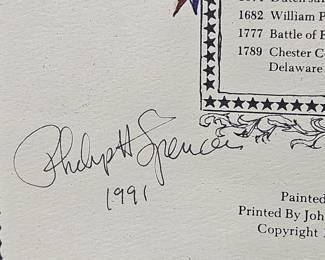 1682 William P
1777 Battle of B
1789 Chester C
Delaware
Philip H Spencer
1991
Painted
Printed By Joh
Copyright